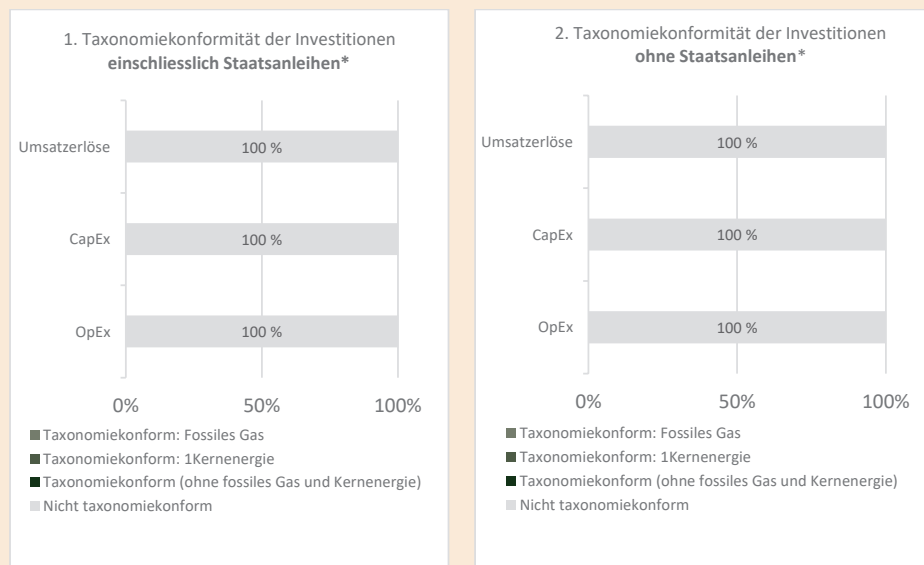 1. Taxonomiekonformität der Investitionen
einschliesslich Staatsanleihen*
Umsatzerlöse
100 %
CapEx
100 %
OpEx
100 %
0%
50%
100%
Taxonomiekonform: Fossiles Gas
Taxonomiekonform: 1Kernenergie
Taxonomiekonform (ohne fossiles Gas und Kernenergie)
Nicht taxonomiekonform
2. Taxonomiekonformität der Investitionen
ohne Staatsanleihen*
Umsatzerlöse
100 %
CapEx
100 %
OpEx
100 %
0%
50%
100%
Taxonomiekonform: Fossiles Gas
Taxonomiekonform: 1Kernenergie
Taxonomiekonform (ohne fossiles Gas und Kernenergie)
Nicht taxonomiekonform